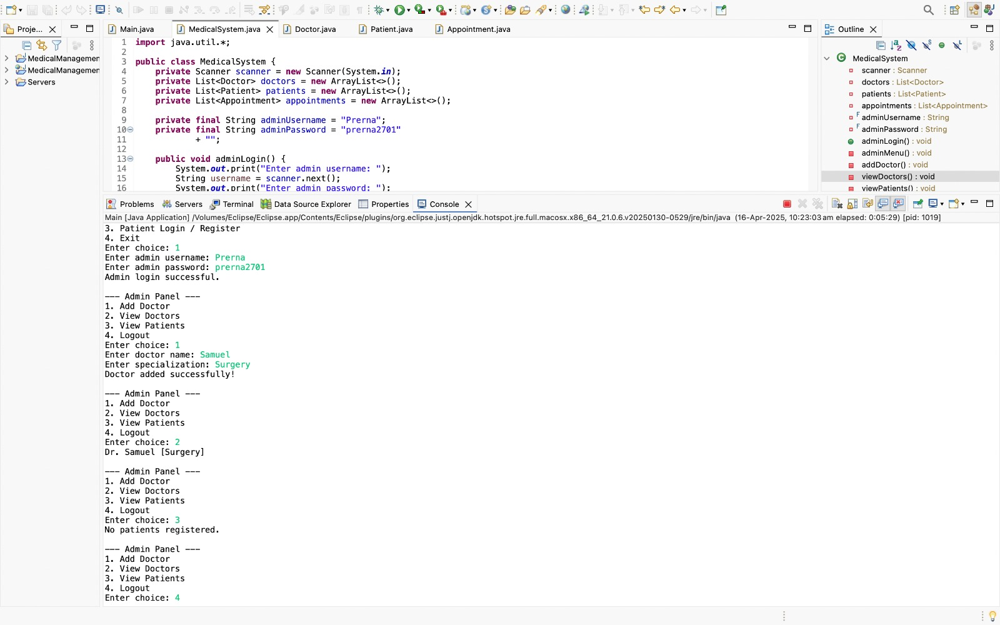 Proje...
MedicalManagemen
MedicalManagemen
Servers
Main.java
MedicalSystem.java
Doctor.java
Patient.java
Appointment.java
1 import java.util.*;
2
3 public class MedicalSystem {
4 private Scanner scanner = new Scanner(System.in);
5 private List<Doctor> doctors = new ArrayList<>();
6 private List<Patient> patients = new ArrayList<>();
7 private List<Appointment> appointments = new ArrayList<>();
8
9 private final String adminUsername = "Prerna";
10 private final String adminPassword = "prerna2701"
11 + "";
12
13 public void adminLogin() {
14 System.out.print("Enter admin username: ");
15 String username = scanner.next();
16 System.out.print("Enter admin password: ");
Outline
MedicalSystem
scanner : Scanner
doctors : List<Doctor>
patients : List<Patient>
appointments : List<Appointment>
adminUsername : String
adminPassword : String
adminLogin() : void
adminMenu() : void
addDoctor() : void
viewDoctors() : void
viewPatients() : void
Problems Servers Terminal Data Source Explorer Properties Console
Main [Java Application] /Volumes/Eclipse/Eclipse.app/Contents/Eclipse/plugins/org.eclipse.justj.openjdk.hotspot.jre.full.macosx.x86_64_21.0.6.v20250130-0529/jre/bin/java (16-Apr-2025, 10:23:03 am elapsed: 0:05:29) [pid: 1019]
3. Patient Login / Register
4. Exit
Enter choice: 1
Enter admin username: Prerna
Enter admin password: prerna2701
Admin login successful.
--- Admin Panel ---
1. Add Doctor
2. View Doctors
3. View Patients
4. Logout
Enter choice: 1
Enter doctor name: Samuel
Enter specialization: Surgery
Doctor added successfully!
--- Admin Panel ---
1. Add Doctor
2. View Doctors
3. View Patients
4. Logout
Enter choice: 2
Dr. Samuel [Surgery]
--- Admin Panel ---
1. Add Doctor
2. View Doctors
3. View Patients
4. Logout
Enter choice: 3
No patients registered.
--- Admin Panel ---
1. Add Doctor
2. View Doctors
3. View Patients
4. Logout
Enter choice: 4